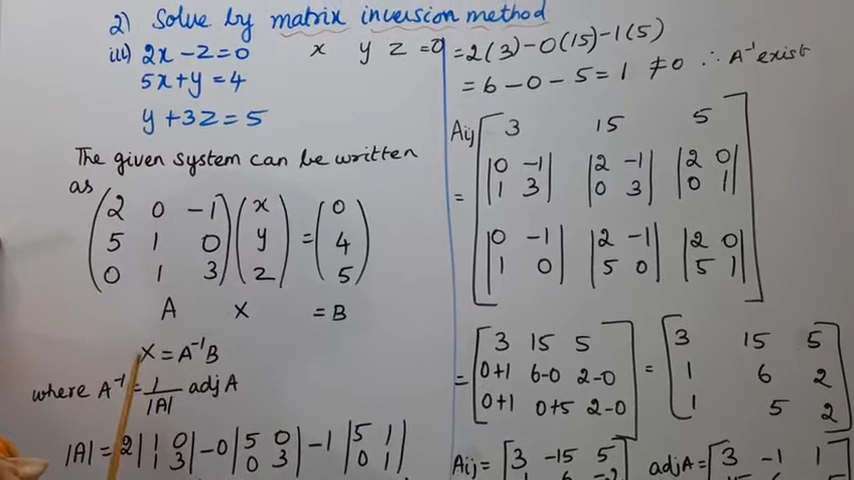 2) Solve by matrix inversion method
iii) 2x - z = 0
5x + y = 4
y + 3z = 5
x y z = 0
The given system can be written
as
(2 0 -1) (x) = (0)
(5 1 0) (y) (4)
(0 1 3) (z) (5)
A X = B
X = A⁻¹B
where A⁻¹ = 1/|A| adj A
|A| = 2 |1 0| - 0 |5 0| - 1 |5 1|
|1 3| |0 3| |0 1|
= 2(3) - 0(15) - 1(5)
= 6 - 0 - 5 = 1 ≠ 0 ∴ A⁻¹ exist
Aij [3 15 5]
= |0 -1| |2 -1| |2 0|
|1 3| |0 3| |0 1|
|0 -1| |2 -1| |2 0|
|1 0| |5 0| |5 1|
= [3 15 5] = [3 15 5]
[0+1 6-0 2-0] [1 6 2]
[0+1 0+5 2-0] [1 5 2]
Aij = [3 -15 5] adjA = [3 -1 1]